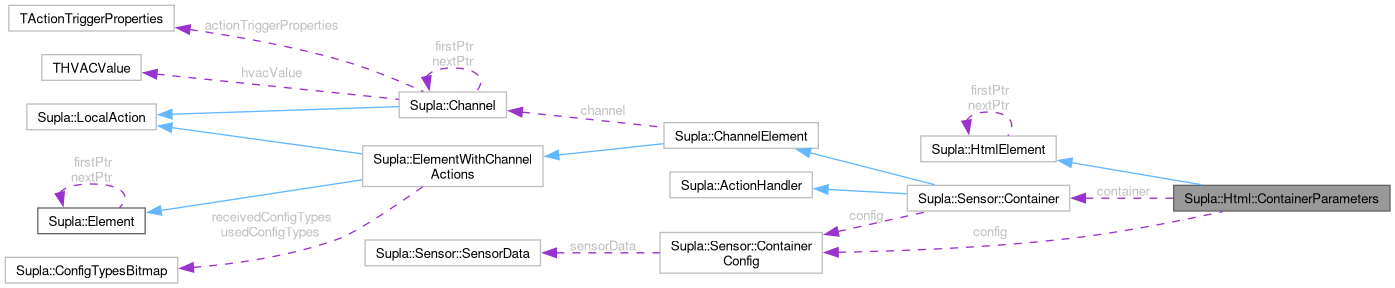 TActionTriggerProperties
actionTriggerProperties
firstPtr
nextPtr
THVACValue
hvacValue
firstPtr
nextPtr
Supla::Channel
channel
Supla::LocalAction
Supla::ChannelElement
Supla::HtmlElement
Supla::ElementWithChannel
Actions
firstPtr
nextPtr
Supla::ActionHandler
Supla::Sensor::Container
container
Supla::Html::ContainerParameters
Supla::Element
receivedConfigTypes
usedConfigTypes
config
config
Supla::Sensor::SensorData
sensorData
Supla::Sensor::Container
Config
Supla::ConfigTypesBitmap